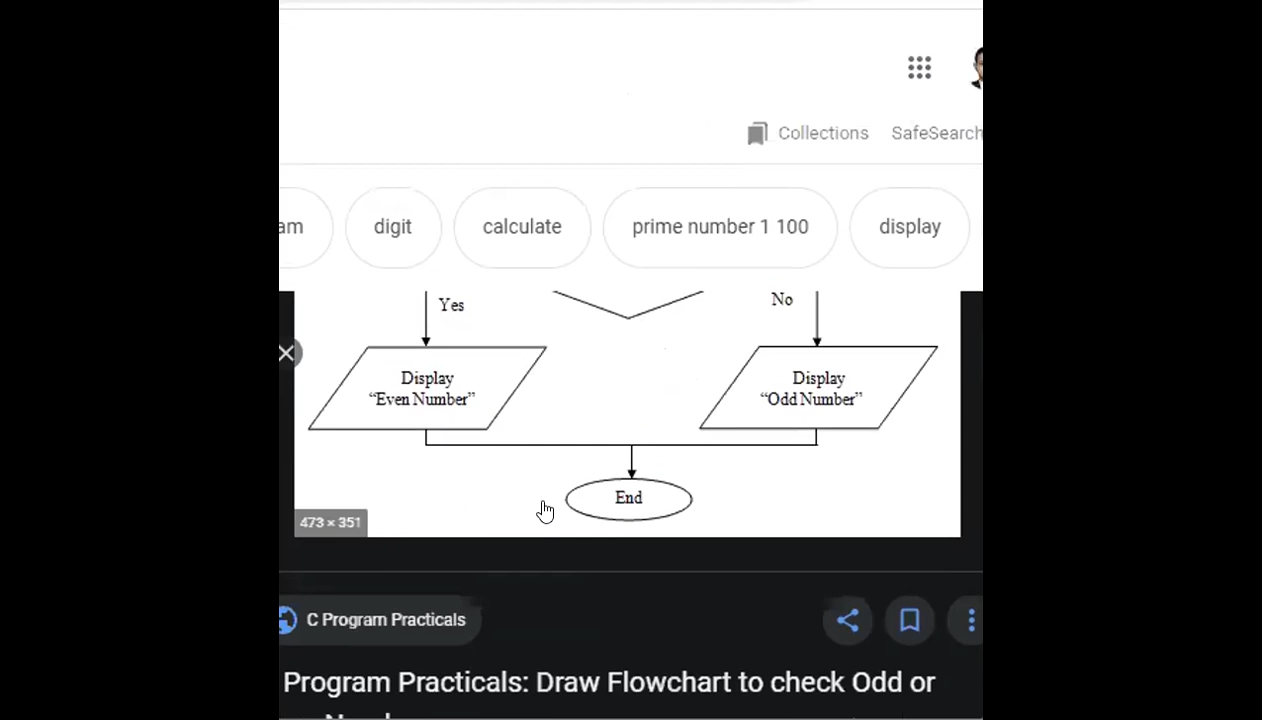 Collections SafeSearch
am digit calculate prime number 1 100 display
Yes No
Display Display
“Even Number” “Odd Number”
End
473 × 351
C Program Practicals
Program Practicals: Draw Flowchart to check Odd or